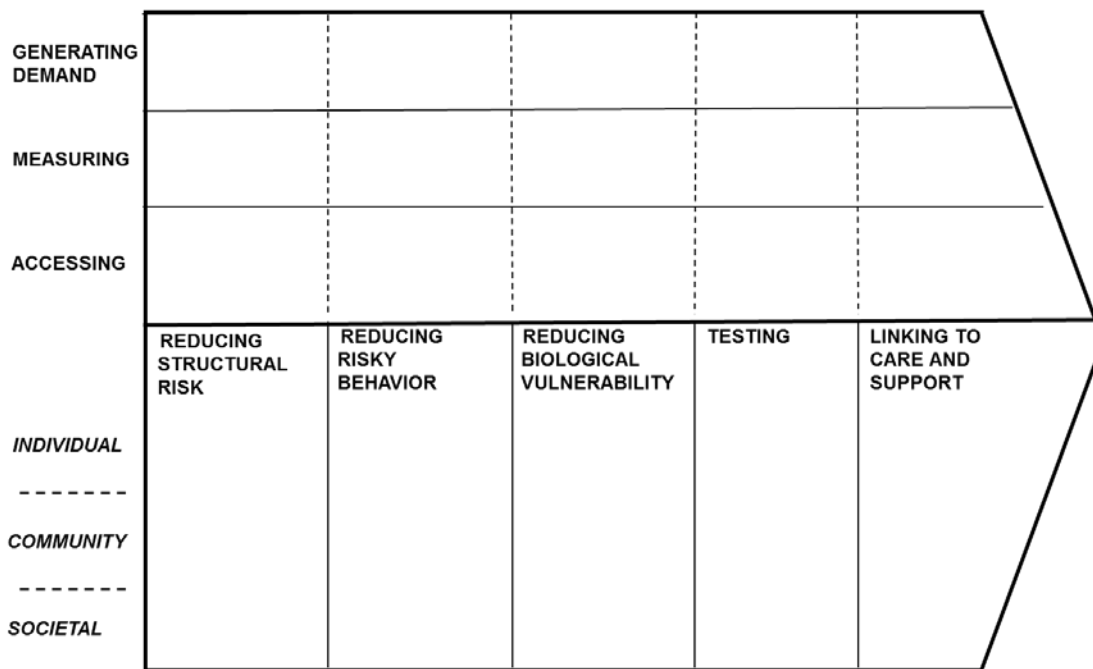 GENERATING
DEMAND
MEASURING
ACCESSING
REDUCING
STRUCTURAL
RISK
REDUCING
RISKY
BEHAVIOR
REDUCING
BIOLOGICAL
VULNERABILITY
TESTING
LINKING TO
CARE AND
SUPPORT
INDIVIDUAL
COMMUNITY
SOCIETAL